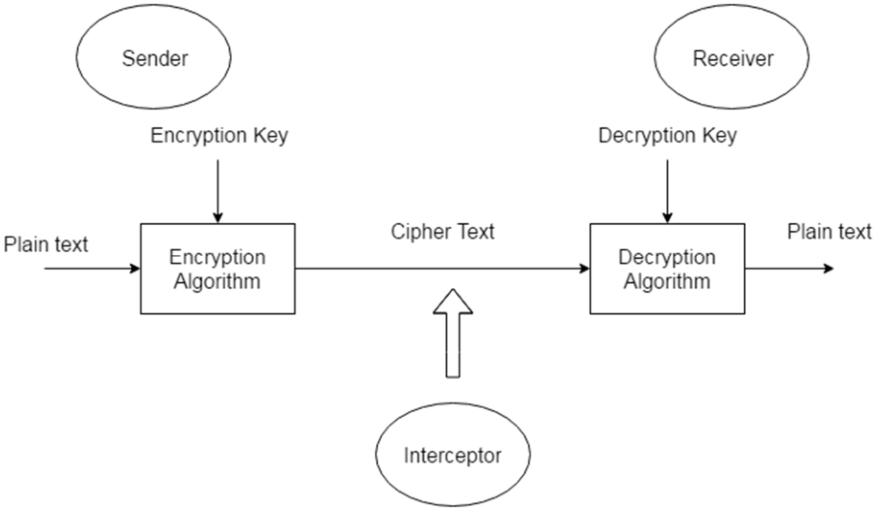 Sender
Receiver
Encryption Key
Decryption Key
Plain text
Encryption
Algorithm
Cipher Text
Decryption
Algorithm
Plain text
Interceptor